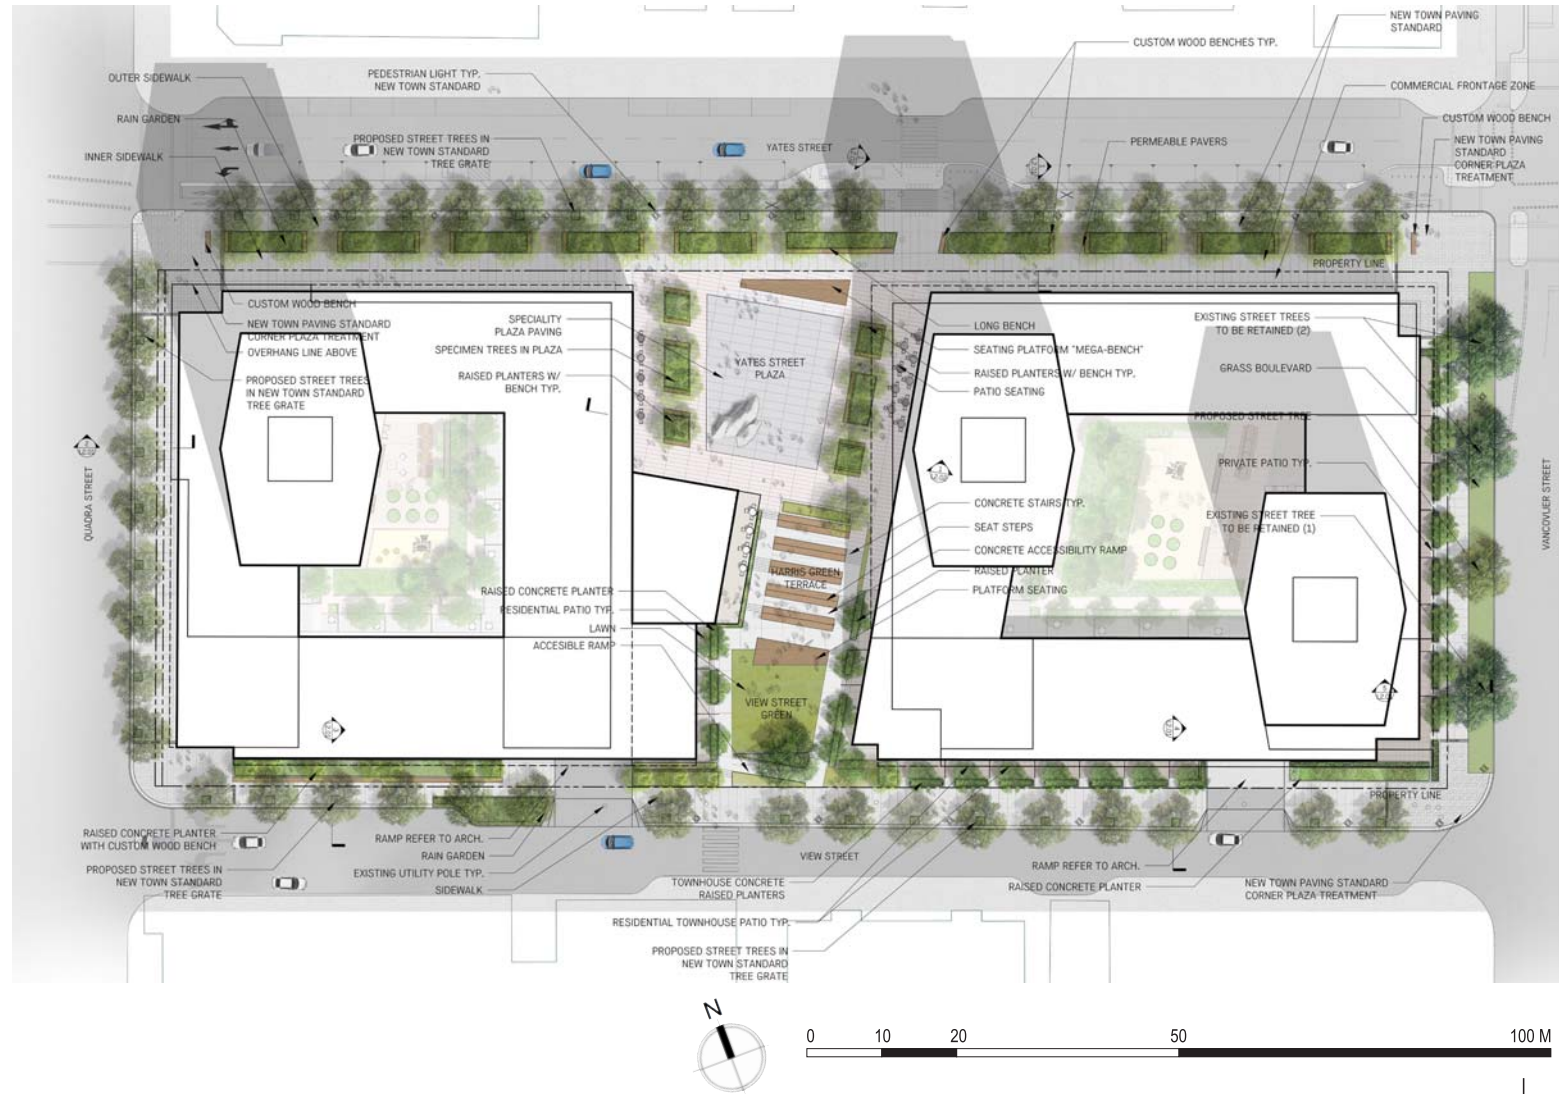 NEW TOWN PAVING
STANDARD
CUSTOM WOOD BENCHES TYP.
OUTER SIDEWALK
PEDESTRIAN LIGHT TYP.
NEW TOWN STANDARD
COMMERCIAL FRONTAGE ZONE
RAIN GARDEN
CUSTOM WOOD BENCH
PROPOSED STREET TREES IN
NEW TOWN STANDARD
TREE GRATE
YATES STREET
PERMEABLE PAVERS
NEW TOWN PAVING
STANDARD
CORNER PLAZA
TREATMENT
INNER SIDEWALK
PROPERTY LINE
CUSTOM WOOD BENCH
NEW TOWN PAVING STANDARD
CORNER PLAZA TREATMENT
OVERHANG LINE ABOVE
PROPOSED STREET TREES
IN NEW TOWN STANDARD
TREE GRATE
SPECIALITY
PLAZA PAVING
SPECIMEN TREES IN PLAZA
RAISED PLANTERS W/
BENCH TYP.
YATES STREET
PLAZA
LONG BENCH
SEATING PLATFORM "MEGA-BENCH"
RAISED PLANTERS W/ BENCH TYP.
PATIO SEATING
EXISTING STREET TREES
TO BE RETAINED (2)
GRASS BOULEVARD
PROPOSED STREET TREE
PRIVATE PATIO TYP.
EXISTING STREET TREE
TO BE RETAINED (1)
QUADRA STREET
VANCOVUER STREET
CONCRETE STAIRS TYP.
SEAT STEPS
CONCRETE ACCESSIBILITY RAMP
RAISED PLANTER
PLATFORM SEATING
HARRIS GREEN
TERRACE
RAISED CONCRETE PLANTER
RESIDENTIAL PATIO TYP.
LAWN
ACCESIBLE RAMP
VIEW STREET
GREEN
PROPERTY LINE
RAISED CONCRETE PLANTER
WITH CUSTOM WOOD BENCH
PROPOSED STREET TREES IN
NEW TOWN STANDARD
TREE GRATE
RAMP REFER TO ARCH.
RAIN GARDEN
EXISTING UTILITY POLE TYP.
SIDEWALK
VIEW STREET
TOWNHOUSE CONCRETE
RAISED PLANTERS
RESIDENTIAL TOWNHOUSE PATIO TYP.
PROPOSED STREET TREES IN
NEW TOWN STANDARD
TREE GRATE
RAMP REFER TO ARCH.
RAISED CONCRETE PLANTER
NEW TOWN PAVING STANDARD
CORNER PLAZA TREATMENT
N
0 10 20 50 100 M